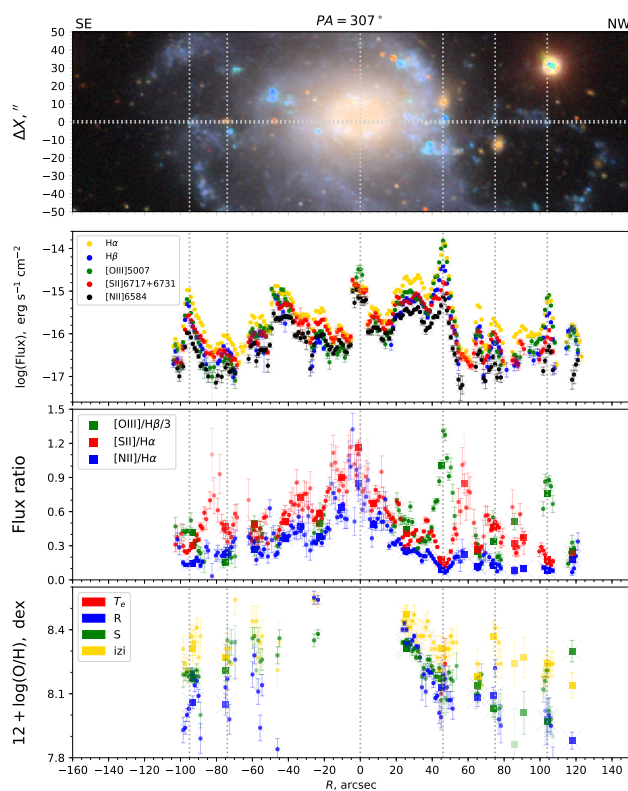 SE PA = 307° NW
50
40
30
20
10
0
−10
−20
−30
−40
−50
ΔX, ″
−14
−15
−16
−17
log(Flux), erg s⁻¹ cm⁻²
Hα
Hβ
[OIII]5007
[SII]6717+6731
[NII]6584
1.5
1.2
0.9
0.6
0.3
0.0
Flux ratio
[OIII]/Hβ/3
[SII]/Hα
[NII]/Hα
8.4
8.1
7.8
12 + log(O/H), dex
Tₑ
R
S
izi
−160 −140 −120 −100 −80 −60 −40 −20 0 20 40 60 80 100 120 140
R, arcsec